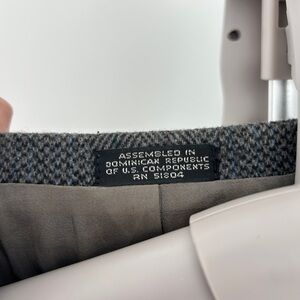 ASSEMBLED IN
DOMINICAN REPUBLIC
OF U.S. COMPONENTS
RN 51804